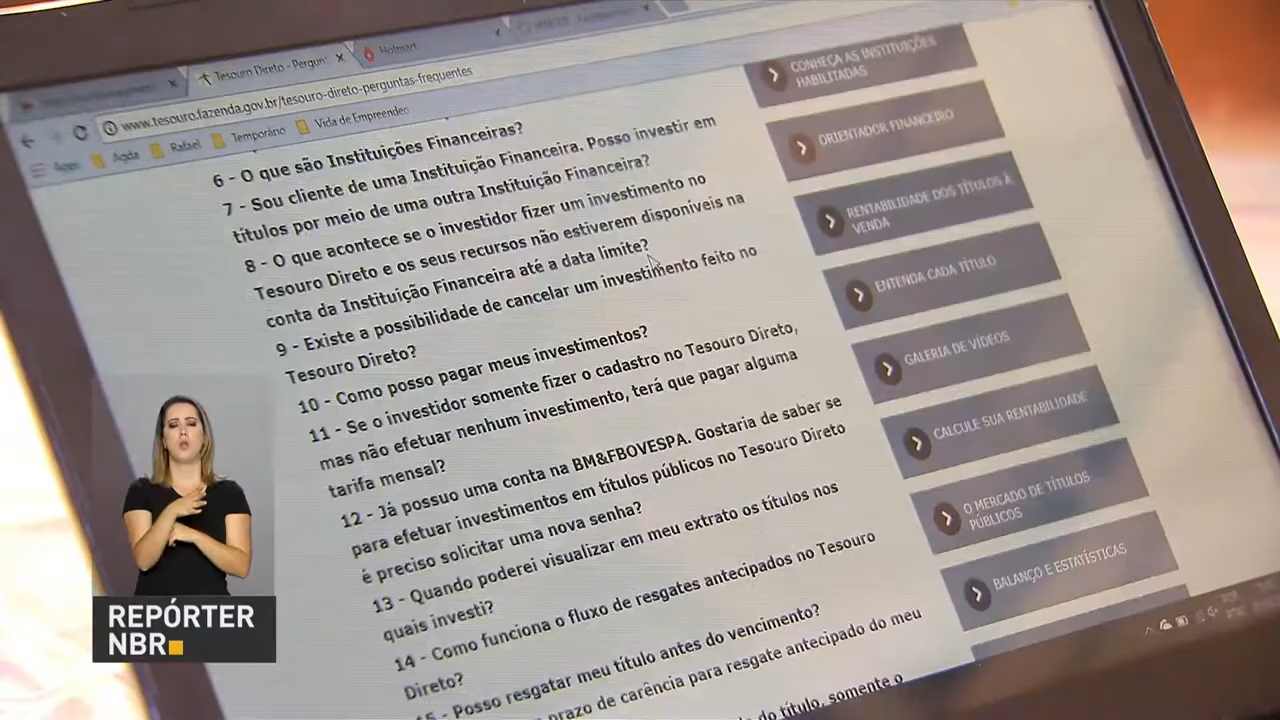 Tesouro Direto - Pergun
Hotmart
www.tesouro.fazenda.gov.br/tesouro-direto-perguntas-frequentes
Apps
Agda
Rafael
Temporário
Vida de Empreendeo
6 - O que são Instituições Financeiras?
7 - Sou cliente de uma Instituição Financeira. Posso investir em
títulos por meio de uma outra Instituição Financeira?
8 - O que acontece se o investidor fizer um investimento no
Tesouro Direto e os seus recursos não estiverem disponíveis na
conta da Instituição Financeira até a data limite?
9 - Existe a possibilidade de cancelar um investimento feito no
Tesouro Direto?
10 - Como posso pagar meus investimentos?
11 - Se o investidor somente fizer o cadastro no Tesouro Direto,
mas não efetuar nenhum investimento, terá que pagar alguma
tarifa mensal?
12 - Já possuo uma conta na BM&FBOVESPA. Gostaria de saber se
para efetuar investimentos em títulos públicos no Tesouro Direto
é preciso solicitar uma nova senha?
13 - Quando poderei visualizar em meu extrato os títulos nos
quais investi?
14 - Como funciona o fluxo de resgates antecipados no Tesouro
Direto?
15 - Posso resgatar meu título antes do vencimento?
prazo de carência para resgate antecipado do meu
do título, somente o
CONHEÇA AS INSTITUIÇÕES
HABILITADAS
ORIENTADOR FINANCEIRO
RENTABILIDADE DOS TÍTULOS À
VENDA
ENTENDA CADA TÍTULO
GALERIA DE VÍDEOS
CALCULE SUA RENTABILIDADE
O MERCADO DE TÍTULOS
PÚBLICOS
BALANÇO E ESTATÍSTICAS
REPÓRTER
NBR